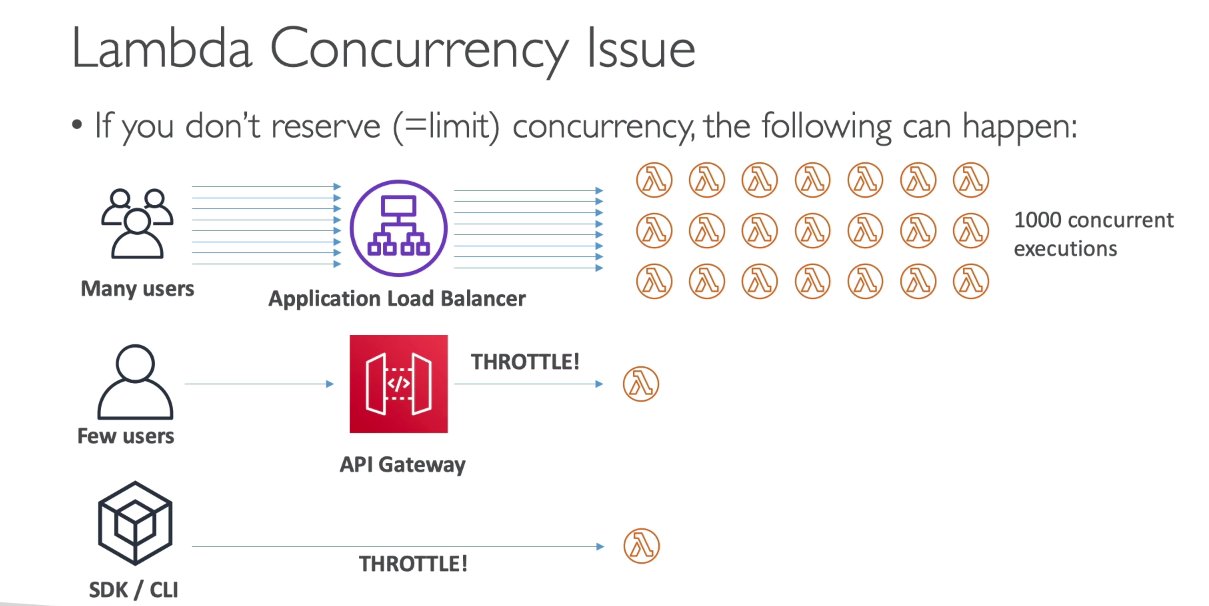 Lambda Concurrency Issue
• If you don't reserve (=limit) concurrency, the following can happen:
Many users
Application Load Balancer
1000 concurrent
executions
Few users
</>
API Gateway
THROTTLE!
SDK / CLI
THROTTLE!